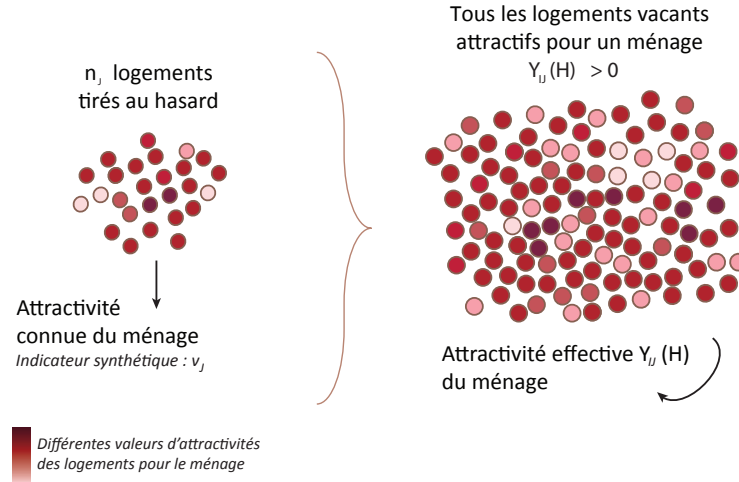 n_J logements
tirés au hasard
Attractivité
connue du ménage
Indicateur synthétique : v_J
Tous les logements vacants
attractifs pour un ménage
Y_IJ (H) > 0
Attractivité effective Y_IJ (H)
du ménage
Différentes valeurs d'attractivités
des logements pour le ménage